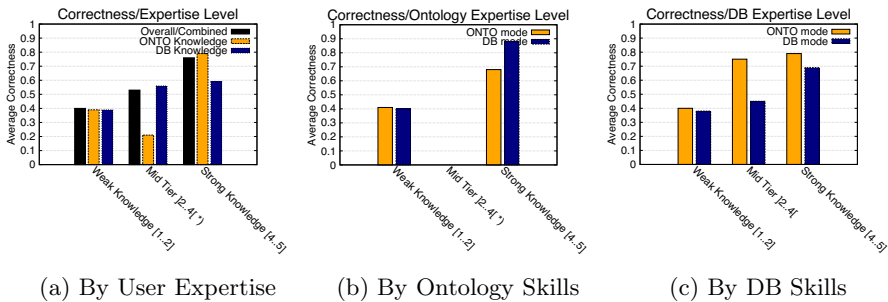 Correctness/Expertise Level
Overall/Combined
ONTO Knowledge
DB Knowledge
Average Correctness
1
0.9
0.8
0.7
0.6
0.5
0.4
0.3
0.2
0.1
0
Weak Knowledge [1..2]
Mid Tier ]2..4[ *)
Strong Knowledge [4..5]
(a) By User Expertise
Correctness/Ontology Expertise Level
ONTO mode
DB mode
Average Correctness
1
0.9
0.8
0.7
0.6
0.5
0.4
0.3
0.2
0.1
0
Weak Knowledge [1..2]
Mid Tier ]2..4[ *)
Strong Knowledge [4..5]
(b) By Ontology Skills
Correctness/DB Expertise Level
ONTO mode
DB mode
Average Correctness
1
0.9
0.8
0.7
0.6
0.5
0.4
0.3
0.2
0.1
0
Weak Knowledge [1..2]
Mid Tier ]2..4[
Strong Knowledge [4..5]
(c) By DB Skills